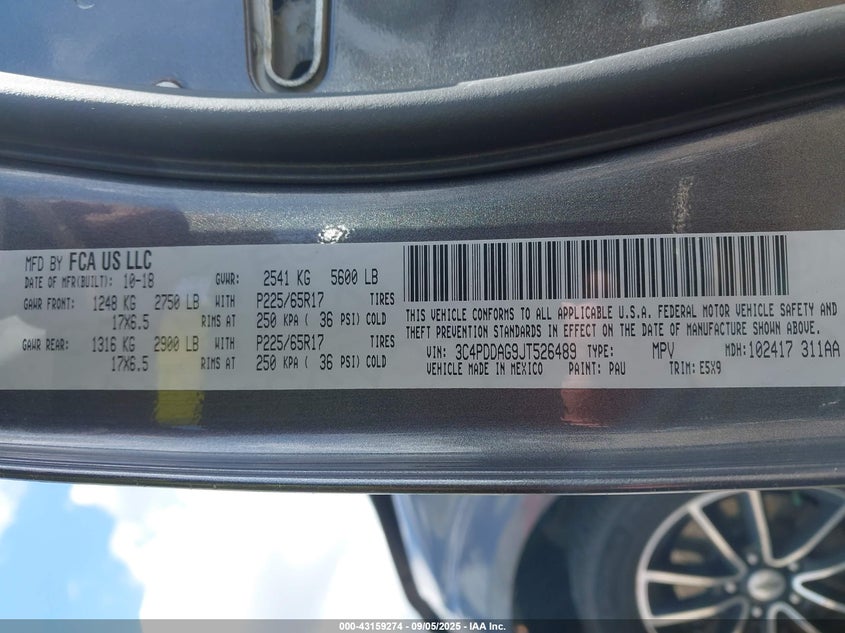 MFD BY FCA US LLC
DATE OF MFR(BUILT): 10-18 GVWR: 2541 KG 5600 LB
GAWR FRONT: 1248 KG 2750 LB WITH P225/65R17 TIRES
17X6.5 RIMS AT 250 KPA ( 36 PSI) COLD
GAWR REAR: 1316 KG 2900 LB WITH P225/65R17 TIRES
17X6.5 RIMS AT 250 KPA ( 36 PSI) COLD
THIS VEHICLE CONFORMS TO ALL APPLICABLE U.S.A. FEDERAL MOTOR VEHICLE SAFETY AND
THEFT PREVENTION STANDARDS IN EFFECT ON THE DATE OF MANUFACTURE SHOWN ABOVE.
VIN: 3C4PDDAG9JT526489 TYPE: MPV MDH: 102417 311AA
VEHICLE MADE IN MEXICO PAINT: PAU TRIM: E5X9
000-43159274 - 09/05/2025 - IAA Inc.